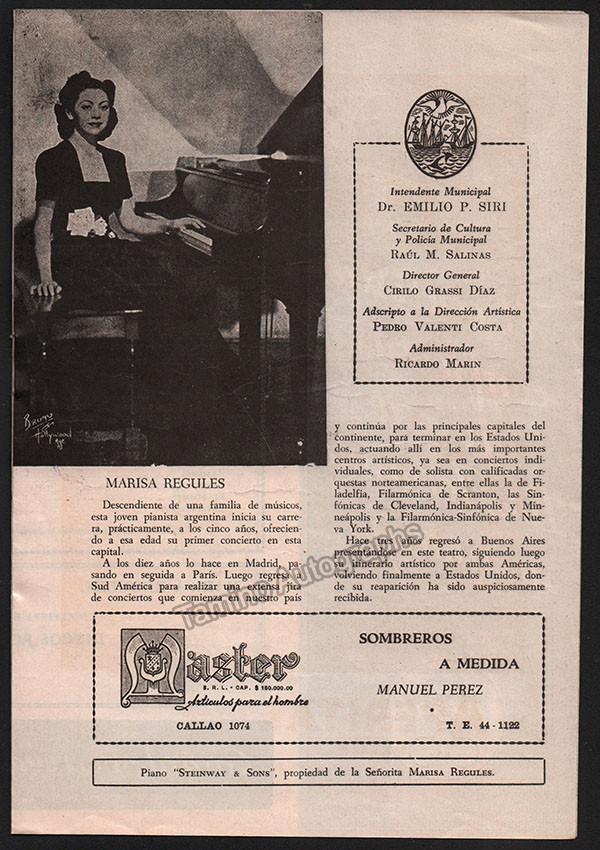 Bruno
of
Hollywood
Intendente Municipal
Dr. EMILIO P. SIRI
Secretario de Cultura
y Policía Municipal
RAÚL M. SALINAS
Director General
CIRILO GRASSI DÍAZ
Adscripto a la Dirección Artística
PEDRO VALENTI COSTA
Administrador
RICARDO MARIN
MARISA REGULES
Descendiente de una familia de músicos,
esta joven pianista argentina inicia su carre-
ra, prácticamente, a los cinco años, ofrecien-
do a esa edad su primer concierto en esta
capital.
A los diez años lo hace en Madrid, pa-
sando en seguida a París. Luego regresa a
Sud América para realizar una extensa jira
de conciertos que comienza en nuestro país
y continúa por las principales capitales del
continente, para terminar en los Estados Uni-
dos, actuando allí en los más importantes
centros artísticos, ya sea en conciertos indi-
viduales, como de solista con calificadas or-
questas norteamericanas, entre ellas la de Fi-
ladelfia, Filarmónica de Scranton, las Sin-
fónicas de Cleveland, Indianápolis y Min-
neápolis y la Filarmónica-Sinfónica de Nue-
va York.
Hace tres años regresó a Buenos Aires
presentándose en este teatro, siguiendo luego
su itinerario artístico por ambas Américas,
volviendo finalmente a Estados Unidos, don-
de su reaparición ha sido auspiciosamente
recibida.
Tamino Autographs
Master
S. R. L. - CAP. $ 150.000.00
Artículos para el hombre
CALLAO 1074
SOMBREROS
A MEDIDA
MANUEL PEREZ
T. E. 44 - 1122
Piano "STEINWAY & SONS", propiedad de la Señorita MARISA REGULES.